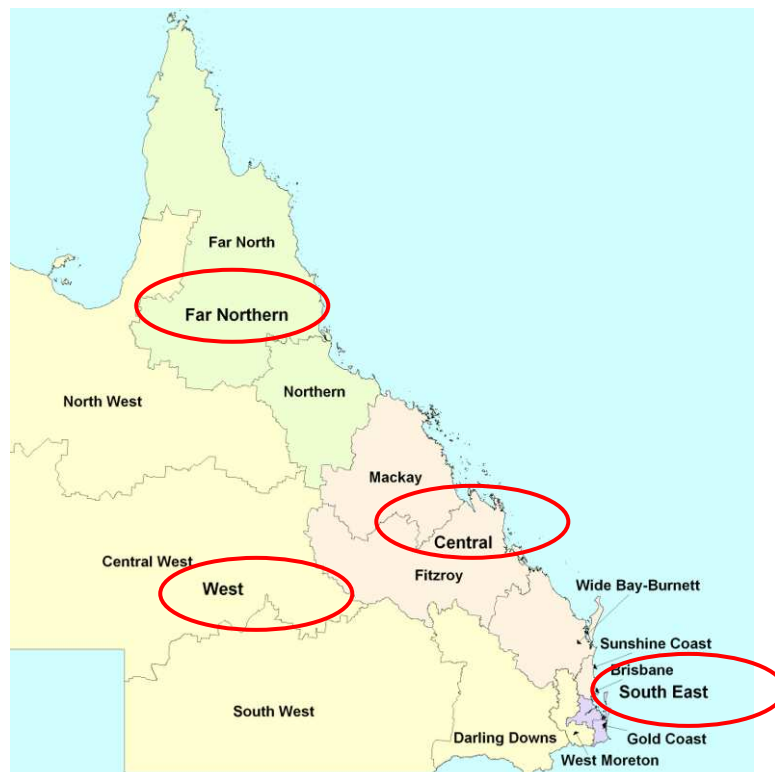 Far North
Far Northern
Northern
North West
Mackay
Central
Central West
Fitzroy
West
Wide Bay-Burnett
Sunshine Coast
Brisbane
South East
South West
Darling Downs
Gold Coast
West Moreton